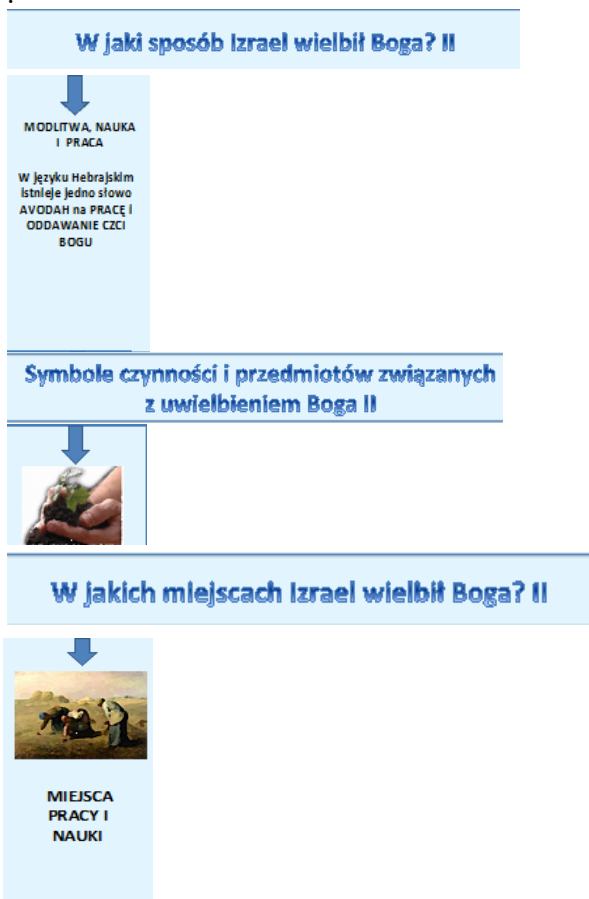 W jaki sposób Izrael wielbił Boga? II
MODLITWA, NAUKA
I PRACA
W języku Hebrajskim
istnieje jedno słowo
AVODAH na PRACĘ i
ODDAWANIE CZCI
BOGU
Symbole czynności i przedmiotów związanych
z uwielbieniem Boga II
W jakich miejscach Izrael wielbił Boga? II
MIEJSCA
PRACY I
NAUKI